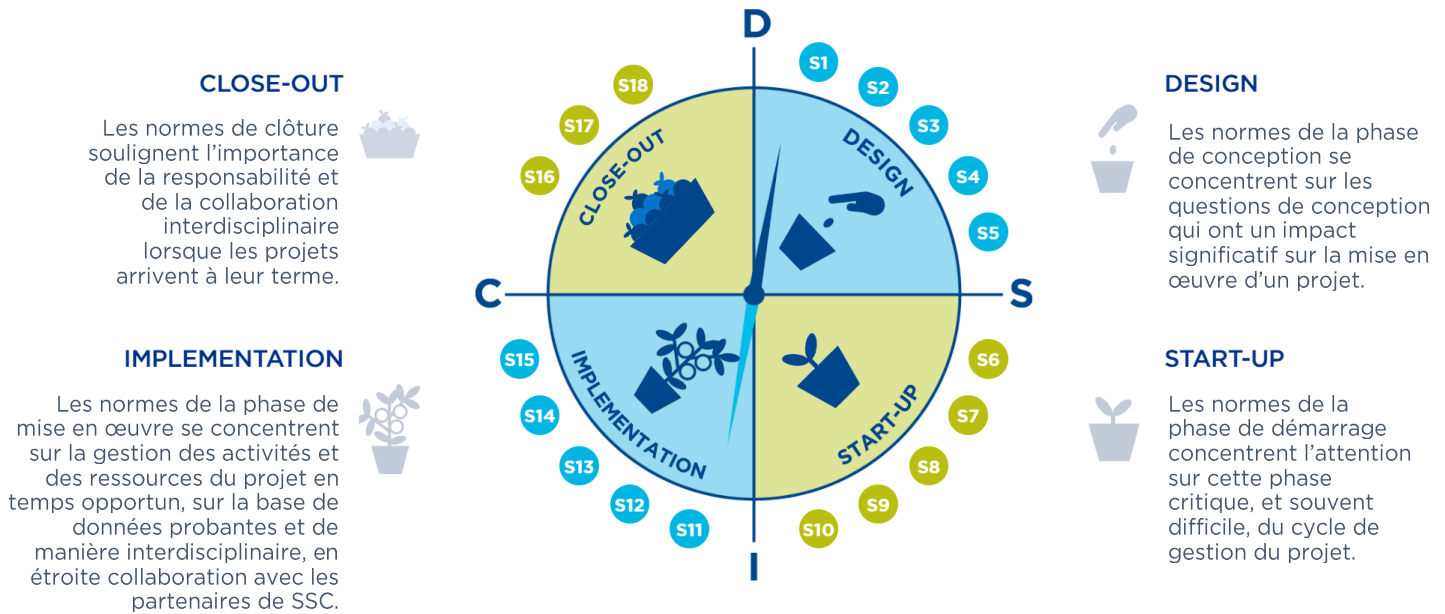 CLOSE-OUT
Les normes de clôture
soulignent l’importance
de la responsabilité et
de la collaboration
interdisciplinaire
lorsque les projets
arrivent à leur terme.
IMPLEMENTATION
Les normes de la phase de
mise en œuvre se concentrent
sur la gestion des activités et
des ressources du projet en
temps opportun, sur la base de
données probantes et de
manière interdisciplinaire, en
étroite collaboration avec les
partenaires de SSC.
D
S
I
C
DESIGN
START-UP
IMPLEMENTATION
CLOSE-OUT
S1
S2
S3
S4
S5
S6
S7
S8
S9
S10
S11
S12
S13
S14
S15
S16
S17
S18
DESIGN
Les normes de la phase
de conception se
concentrent sur les
questions de conception
qui ont un impact
significatif sur la mise en
œuvre d’un projet.
START-UP
Les normes de la
phase de démarrage
concentrent l’attention
sur cette phase
critique, et souvent
difficile, du cycle de
gestion du projet.